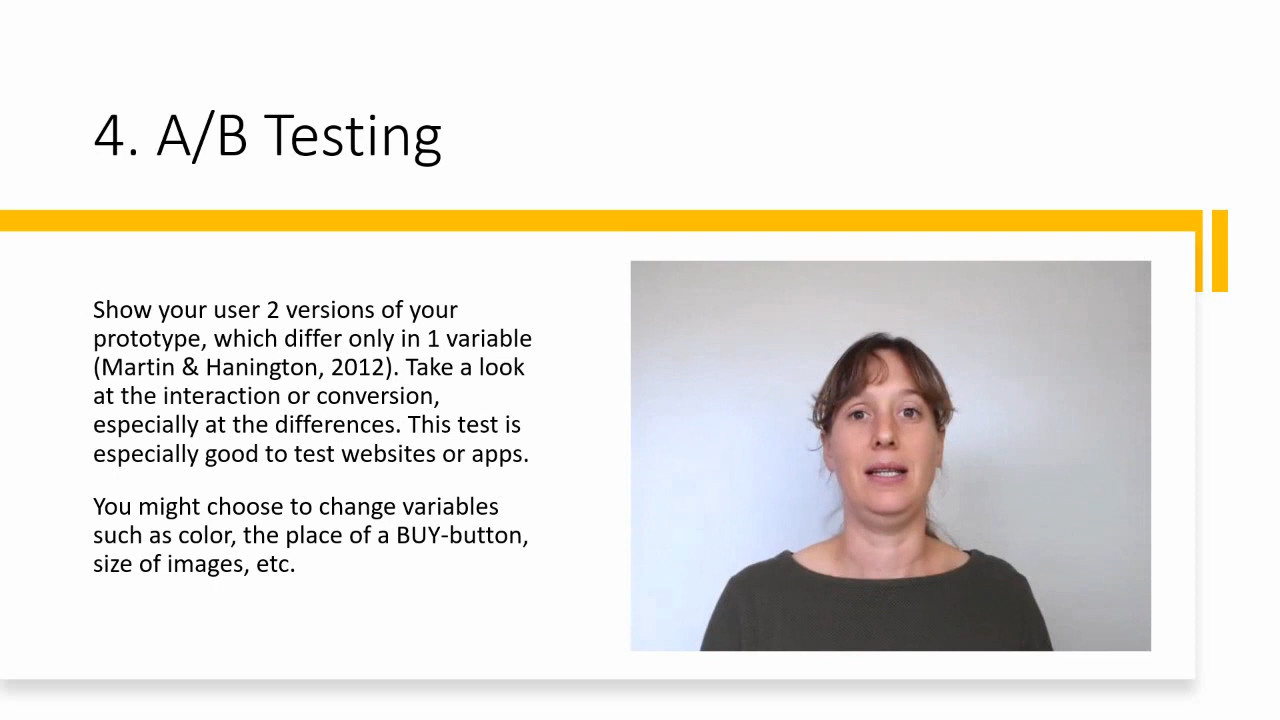 4. A/B Testing
Show your user 2 versions of your
prototype, which differ only in 1 variable
(Martin & Hanington, 2012). Take a look
at the interaction or conversion,
especially at the differences. This test is
especially good to test websites or apps.
You might choose to change variables
such as color, the place of a BUY-button,
size of images, etc.